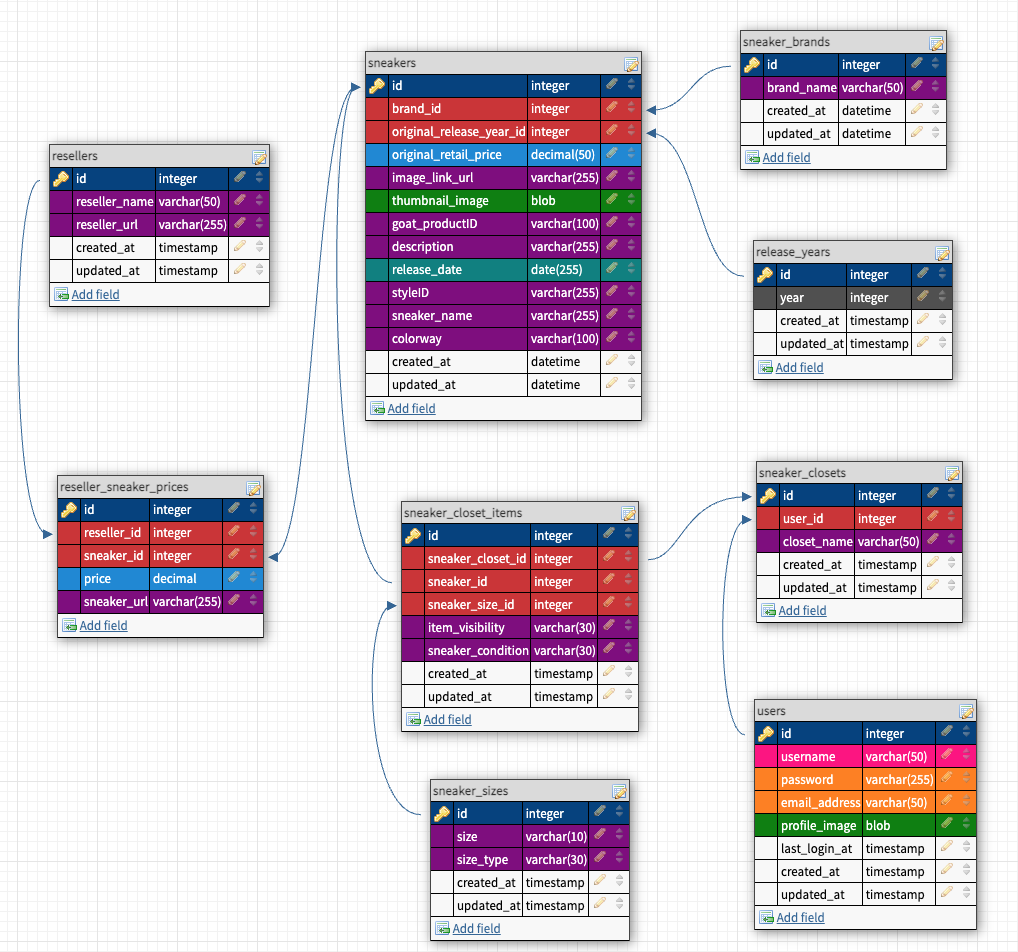 sneakers
id integer
brand_id integer
original_release_year_id integer
original_retail_price decimal(50)
image_link_url varchar(255)
thumbnail_image blob
goat_productID varchar(100)
description varchar(255)
release_date date(255)
styleID varchar(255)
sneaker_name varchar(255)
colorway varchar(100)
created_at datetime
updated_at datetime
Add field
sneaker_brands
id integer
brand_name varchar(50)
created_at datetime
updated_at datetime
Add field
resellers
id integer
reseller_name varchar(50)
reseller_url varchar(255)
created_at timestamp
updated_at timestamp
Add field
release_years
id integer
year integer
created_at timestamp
updated_at timestamp
Add field
reseller_sneaker_prices
id integer
reseller_id integer
sneaker_id integer
price decimal
sneaker_url varchar(255)
Add field
sneaker_closet_items
id integer
sneaker_closet_id integer
sneaker_id integer
sneaker_size_id integer
item_visibility varchar(30)
sneaker_condition varchar(30)
created_at timestamp
updated_at timestamp
Add field
sneaker_closets
id integer
user_id integer
closet_name varchar(50)
created_at timestamp
updated_at timestamp
Add field
users
id integer
username varchar(50)
password varchar(255)
email_address varchar(50)
profile_image blob
last_login_at timestamp
created_at timestamp
updated_at timestamp
Add field
sneaker_sizes
id integer
size varchar(10)
size_type varchar(30)
created_at timestamp
updated_at timestamp
Add field